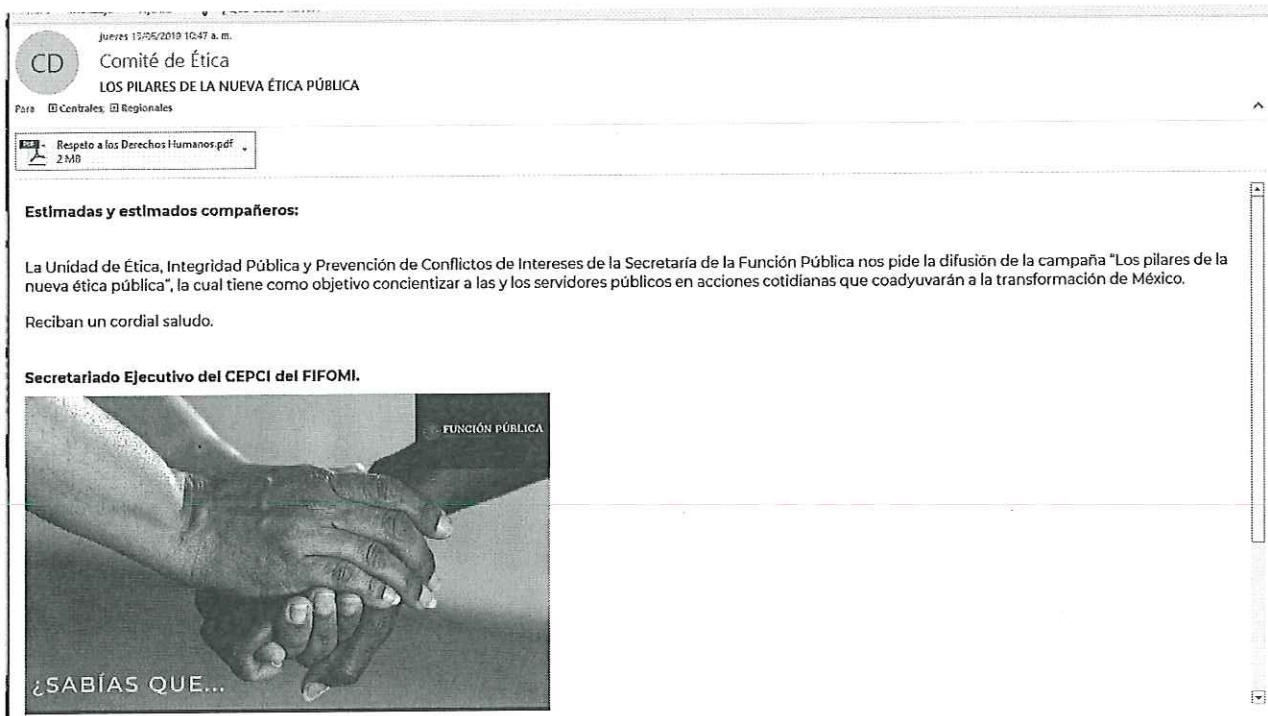 jueves 13/06/2019 10:47 a. m.
CD
Comité de Ética
LOS PILARES DE LA NUEVA ÉTICA PÚBLICA
Para Centrales; Regionales
Respeto a los Derechos Humanos.pdf
2 MB
Estimadas y estimados compañeros:
La Unidad de Ética, Integridad Pública y Prevención de Conflictos de Intereses de la Secretaría de la Función Pública nos pide la difusión de la campaña "Los pilares de la
nueva ética pública", la cual tiene como objetivo concientizar a las y los servidores públicos en acciones cotidianas que coadyuvarán a la transformación de México.
Reciban un cordial saludo.
Secretariado Ejecutivo del CEPCI del FIFOMI.
FUNCIÓN PÚBLICA
¿SABÍAS QUE...